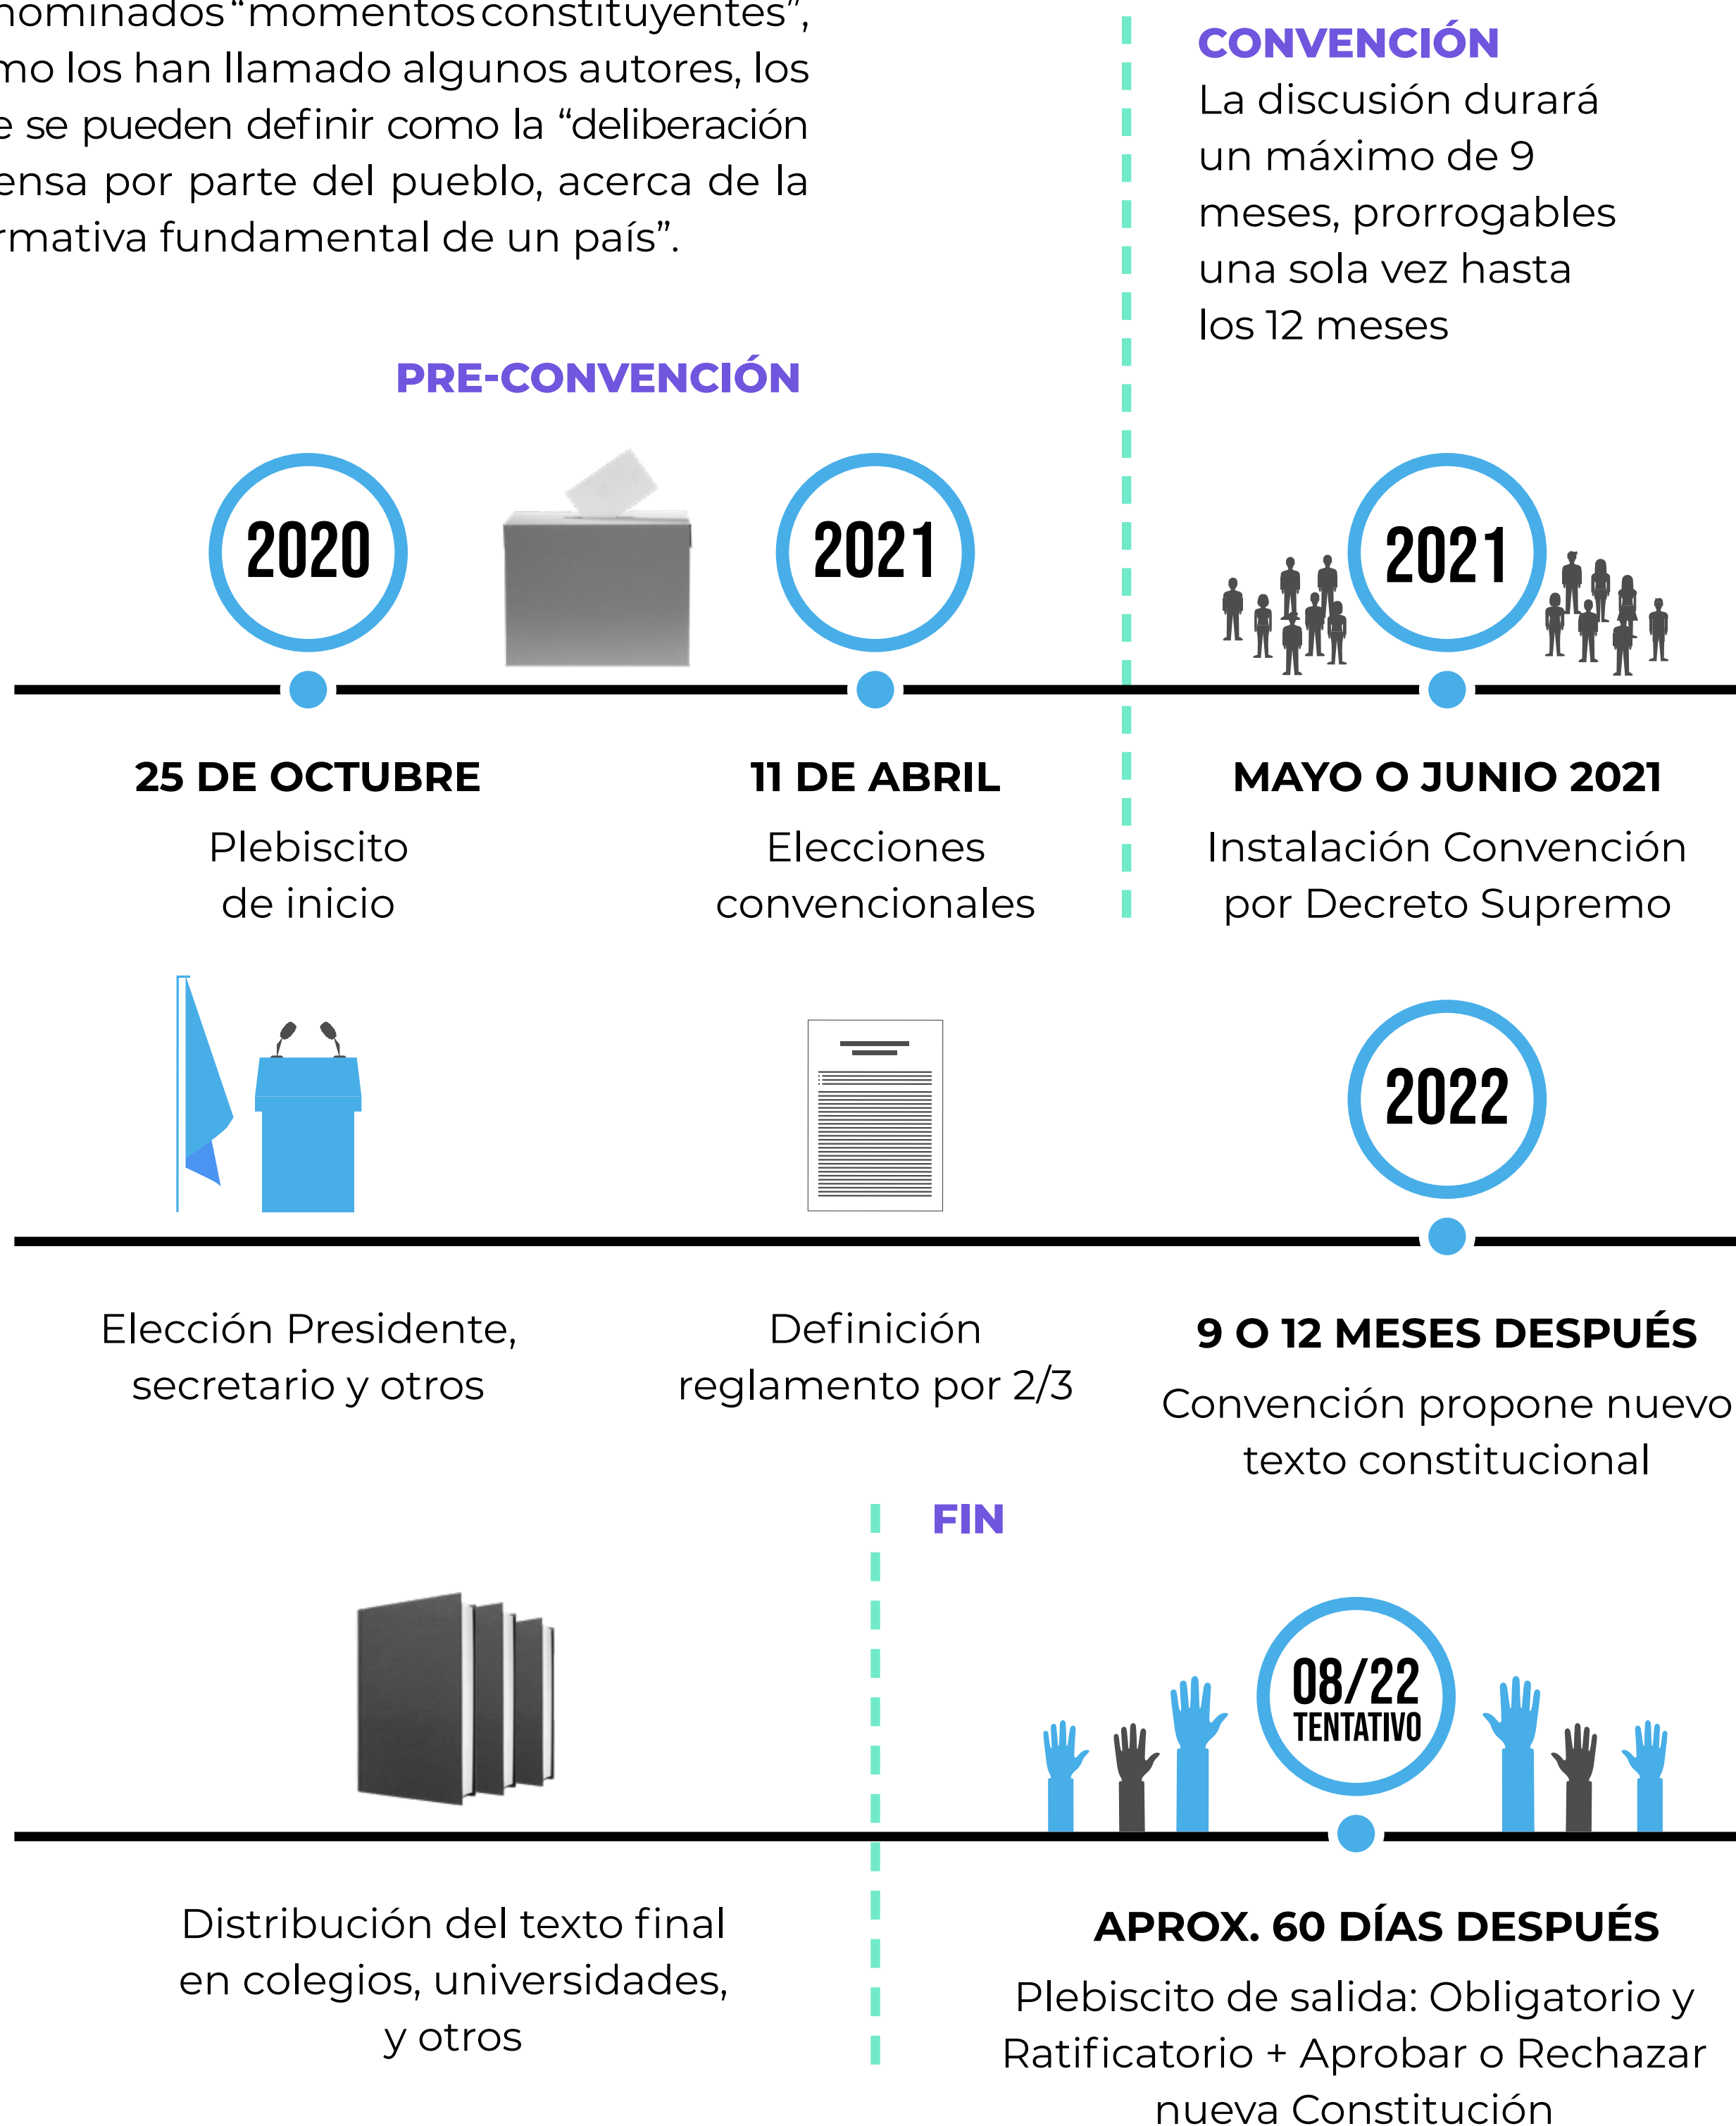 nominados “momentos constituyentes”,
mo los han llamado algunos autores, los
e se pueden definir como la “deliberación
ensa por parte del pueblo, acerca de la
rmativa fundamental de un país”.
CONVENCIÓN
La discusión durará
un máximo de 9
meses, prorrogables
una sola vez hasta
los 12 meses
PRE-CONVENCIÓN
2020
2021
2021
25 DE OCTUBRE
Plebiscito
de inicio
11 DE ABRIL
Elecciones
convencionales
MAYO O JUNIO 2021
Instalación Convención
por Decreto Supremo
2022
Elección Presidente,
secretario y otros
Definición
reglamento por 2/3
9 O 12 MESES DESPUÉS
Convención propone nuevo
texto constitucional
FIN
08/22
TENTATIVO
Distribución del texto final
en colegios, universidades,
y otros
APROX. 60 DÍAS DESPUÉS
Plebiscito de salida: Obligatorio y
Ratificatorio + Aprobar o Rechazar
nueva Constitución